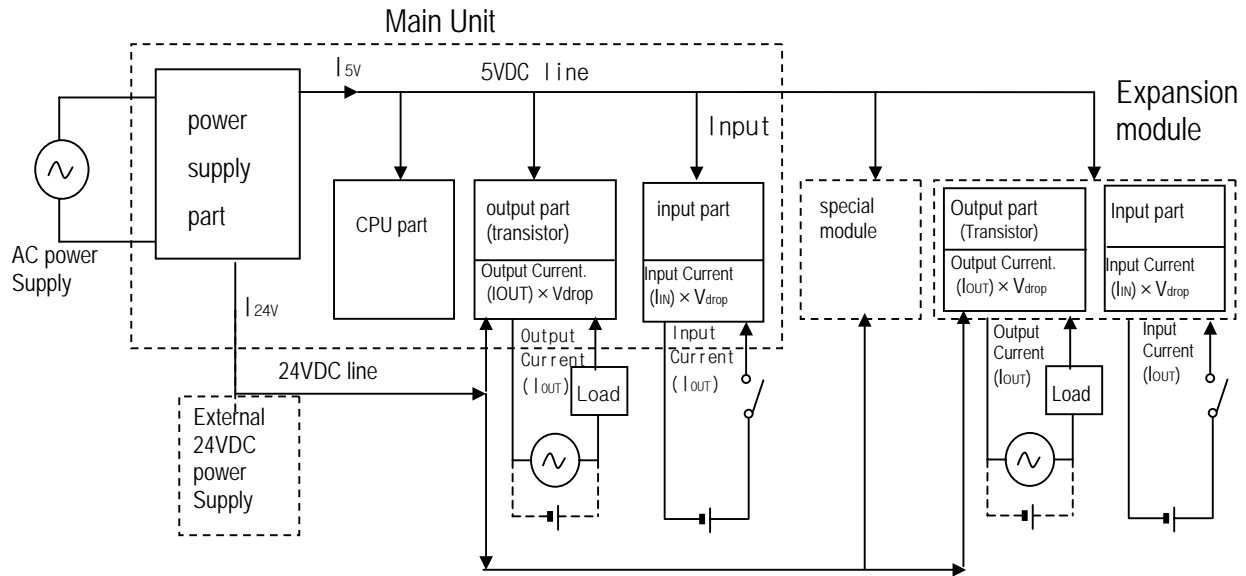 Main Unit
I5V
5VDC line
Expansion
module
power
supply
part
Input
AC power
Supply
CPU part
output part
(transistor)
Output Current.
(IOUT) × Vdrop
input part
Input Current
(IIN) × Vdrop
special
module
Output part
(Transistor)
Output Current.
(IOUT) × Vdrop
Input part
Input Current
(IIN) × Vdrop
I24V
24VDC line
Output
Current
(IOUT)
Load
Input
Current
(IOUT)
Output
Current
(IOUT)
Load
Input
Current
(IOUT)
External
24VDC
power
Supply